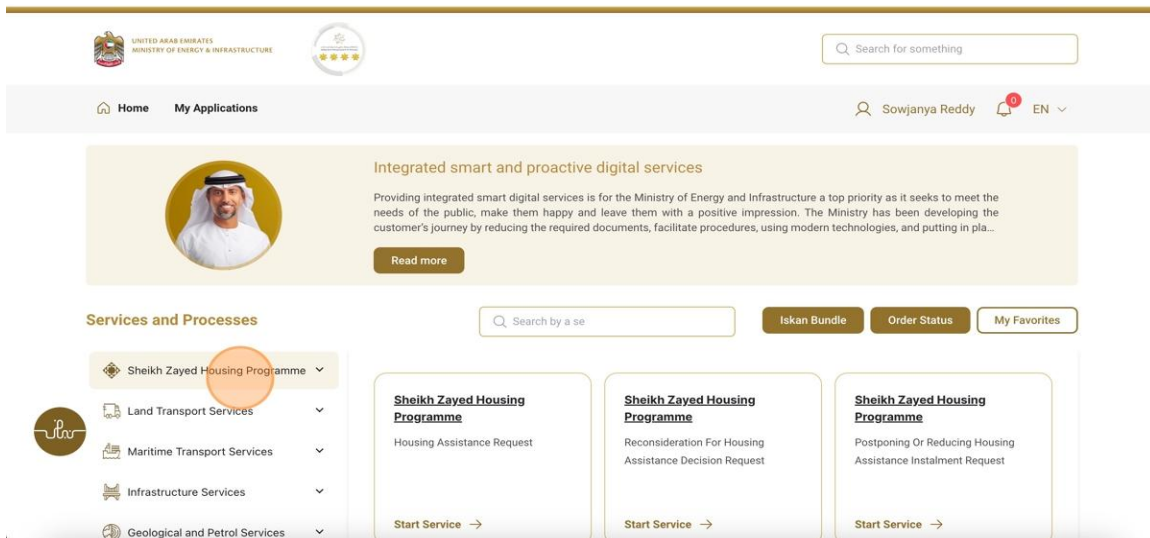 UNITED ARAB EMIRATES
MINISTRY OF ENERGY & INFRASTRUCTURE
Search for something
Home
My Applications
Sowjanya Reddy
0
EN
Integrated smart and proactive digital services
Providing integrated smart digital services is for the Ministry of Energy and Infrastructure a top priority as it seeks to meet the
needs of the public, make them happy and leave them with a positive impression. The Ministry has been developing the
customer's journey by reducing the required documents, facilitate procedures, using modern technologies, and putting in pla...
Read more
Services and Processes
Search by a se
Iskan Bundle
Order Status
My Favorites
Sheikh Zayed Housing Programme
Land Transport Services
Maritime Transport Services
Infrastructure Services
Geological and Petrol Services
Sheikh Zayed Housing
Programme
Housing Assistance Request
Start Service
Sheikh Zayed Housing
Programme
Reconsideration For Housing
Assistance Decision Request
Start Service
Sheikh Zayed Housing
Programme
Postponing Or Reducing Housing
Assistance Instalment Request
Start Service